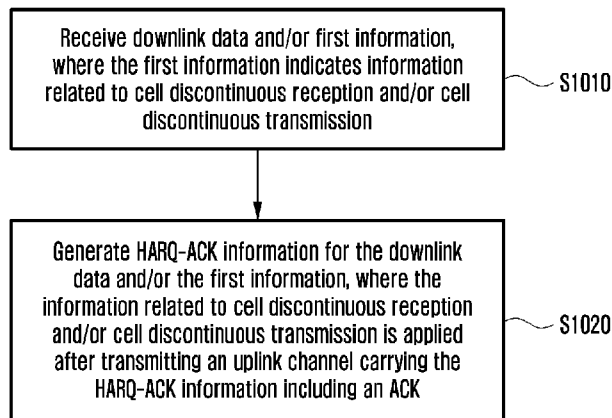 Receive downlink data and/or first information,
where the first information indicates information
related to cell discontinuous reception and/or cell
discontinuous transmission
S1010
Generate HARQ-ACK information for the downlink
data and/or the first information, where the
information related to cell discontinuous reception
and/or cell discontinuous transmission is applied
after transmitting an uplink channel carrying the
HARQ-ACK information including an ACK
S1020